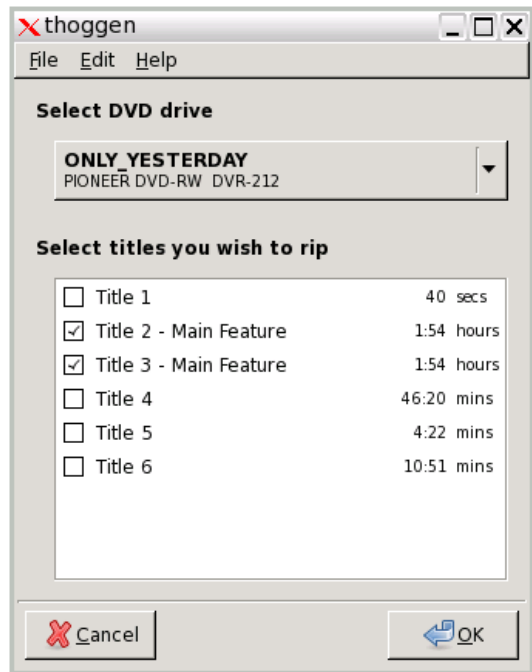 thoggen
File Edit Help
Select DVD drive
ONLY_YESTERDAY
PIONEER DVD-RW DVR-212
Select titles you wish to rip
Title 1 40 secs
Title 2 - Main Feature 1:54 hours
Title 3 - Main Feature 1:54 hours
Title 4 46:20 mins
Title 5 4:22 mins
Title 6 10:51 mins
Cancel OK